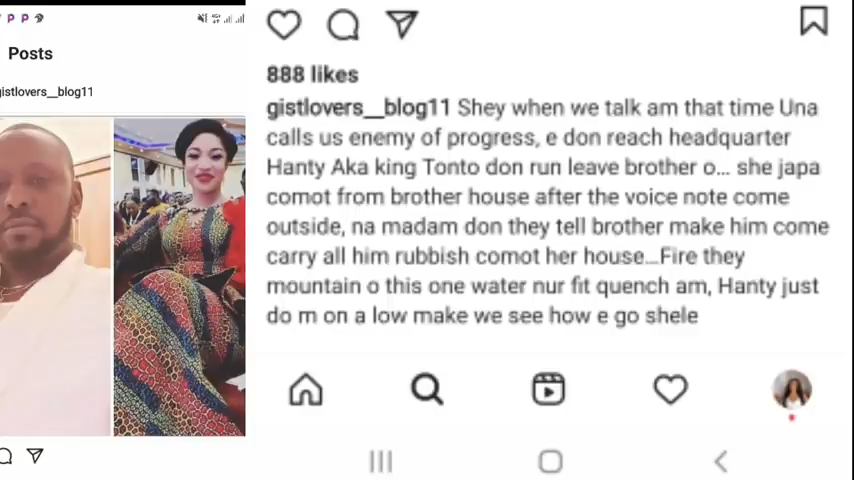 Posts
gistlovers__blog11
888 likes
gistlovers__blog11 Shey when we talk am that time Una
calls us enemy of progress, e don reach headquarter
Hanty Aka king Tonto don run leave brother o... she japa
comot from brother house after the voice note come
outside, na madam don they tell brother make him come
carry all him rubbish comot her house...Fire they
mountain o this one water nur fit quench am, Hanty just
do m on a low make we see how e go shele